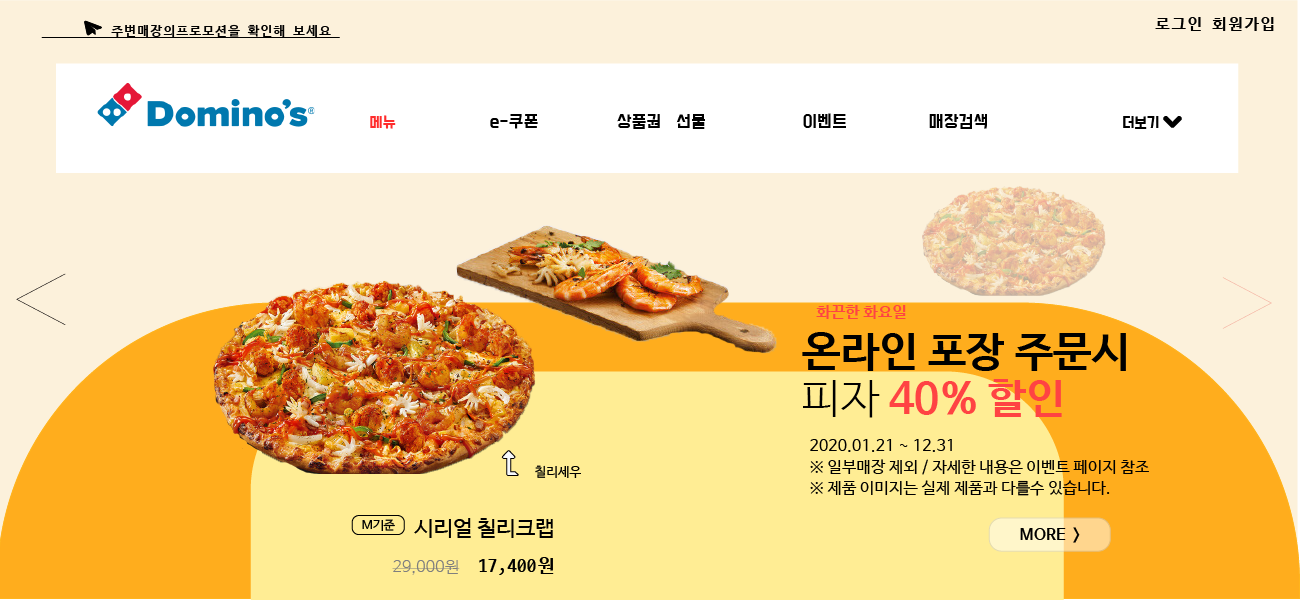 주변매장의프로모션을 확인해 보세요
로그인 회원가입
Domino's®
메뉴
e-쿠폰
상품권 선물
이벤트
매장검색
더보기
화끈한 화요일
온라인 포장 주문시
피자 40% 할인
2020.01.21 ~ 12.31
※ 일부매장 제외 / 자세한 내용은 이벤트 페이지 참조
※ 제품 이미지는 실제 제품과 다를수 있습니다.
MORE 〉
칠리세우
M기준 시리얼 칠리크랩
29,000원 17,400원